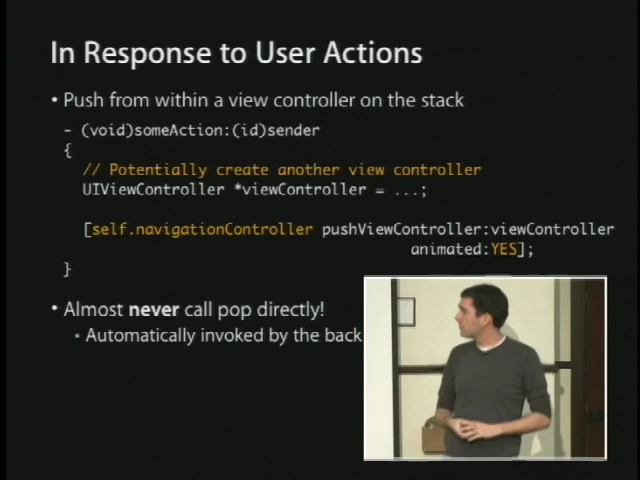 In Response to User Actions
• Push from within a view controller on the stack
- (void)someAction:(id)sender
{
// Potentially create another view controller
UIViewController *viewController = ...;
[self.navigationController pushViewController:viewController
animated:YES];
}
• Almost never call pop directly!
• Automatically invoked by the back